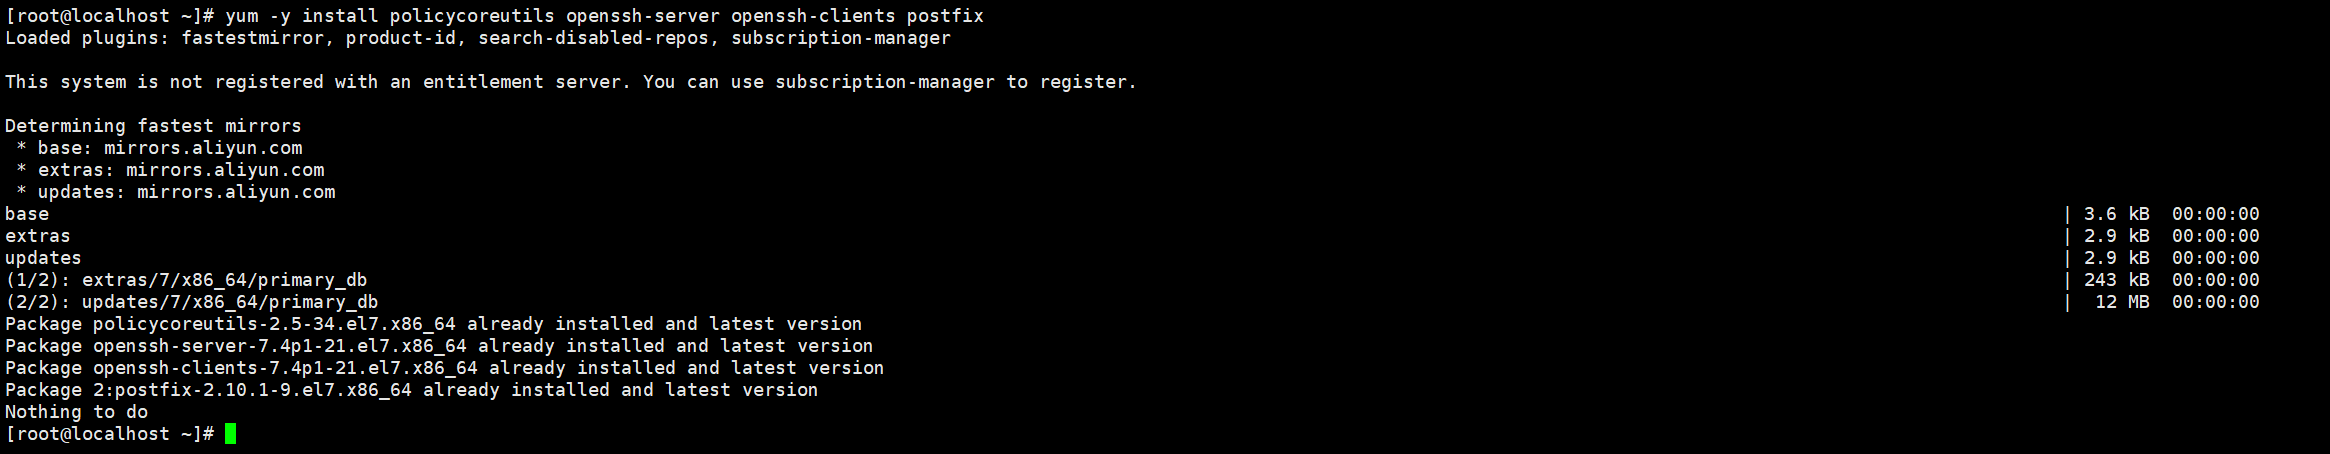 [root@localhost ~]# yum -y install policycoreutils openssh-server openssh-clients postfix
Loaded plugins: fastestmirror, product-id, search-disabled-repos, subscription-manager
This system is not registered with an entitlement server. You can use subscription-manager to register.
Determining fastest mirrors
 * base: mirrors.aliyun.com
 * extras: mirrors.aliyun.com
 * updates: mirrors.aliyun.com
base | 3.6 kB  00:00:00
extras | 2.9 kB  00:00:00
updates | 2.9 kB  00:00:00
(1/2): extras/7/x86_64/primary_db | 243 kB  00:00:00
(2/2): updates/7/x86_64/primary_db |  12 MB  00:00:00
Package policycoreutils-2.5-34.el7.x86_64 already installed and latest version
Package openssh-server-7.4p1-21.el7.x86_64 already installed and latest version
Package openssh-clients-7.4p1-21.el7.x86_64 already installed and latest version
Package 2:postfix-2.10.1-9.el7.x86_64 already installed and latest version
Nothing to do
[root@localhost ~]#